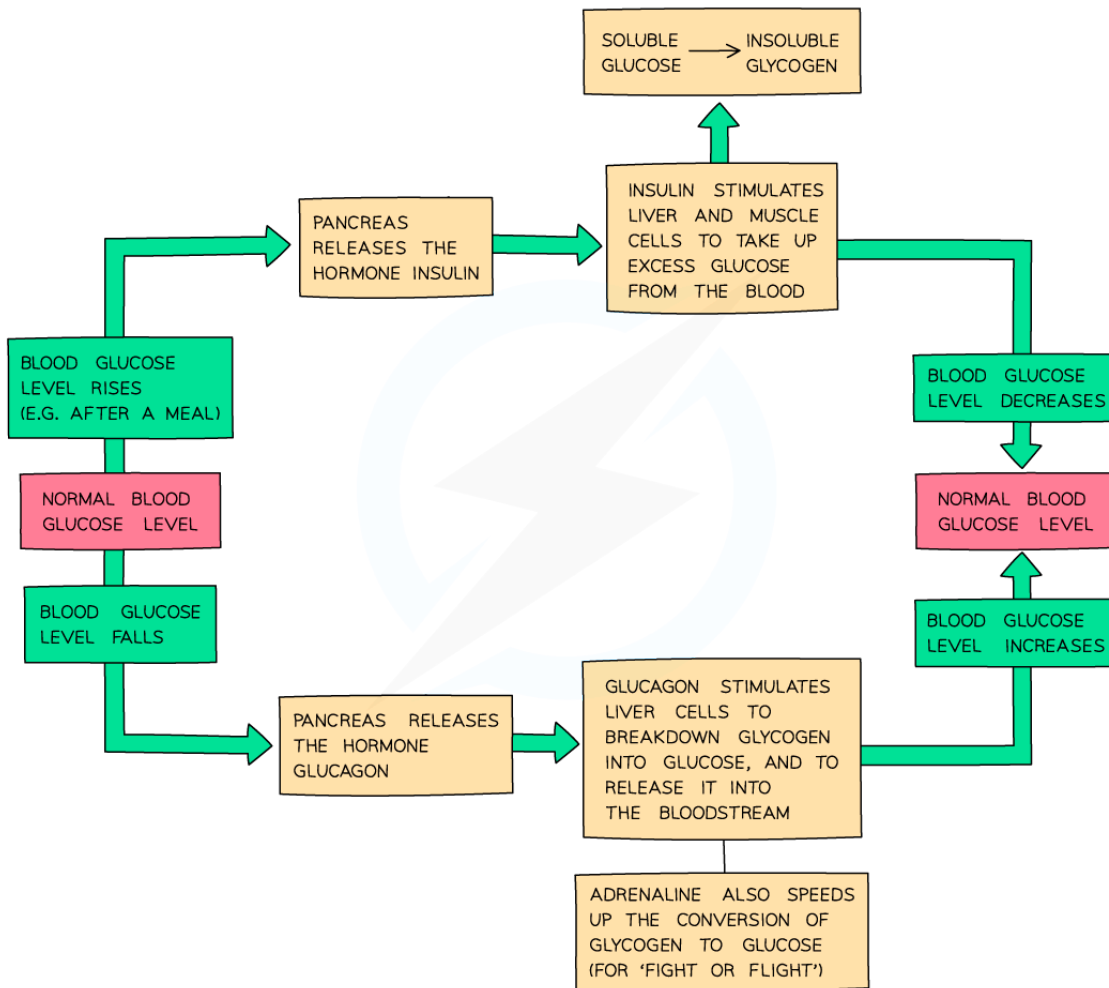 SOLUBLE GLUCOSE → INSOLUBLE GLYCOGEN
PANCREAS
RELEASES THE
HORMONE INSULIN
INSULIN STIMULATES
LIVER AND MUSCLE
CELLS TO TAKE UP
EXCESS GLUCOSE
FROM THE BLOOD
BLOOD GLUCOSE
LEVEL RISES
(E.G. AFTER A MEAL)
BLOOD GLUCOSE
LEVEL DECREASES
NORMAL BLOOD
GLUCOSE LEVEL
NORMAL BLOOD
GLUCOSE LEVEL
BLOOD GLUCOSE
LEVEL FALLS
BLOOD GLUCOSE
LEVEL INCREASES
PANCREAS RELEASES
THE HORMONE
GLUCAGON
GLUCAGON STIMULATES
LIVER CELLS TO
BREAKDOWN GLYCOGEN
INTO GLUCOSE, AND TO
RELEASE IT INTO
THE BLOODSTREAM
ADRENALINE ALSO SPEEDS
UP THE CONVERSION OF
GLYCOGEN TO GLUCOSE
(FOR ‘FIGHT OR FLIGHT’)